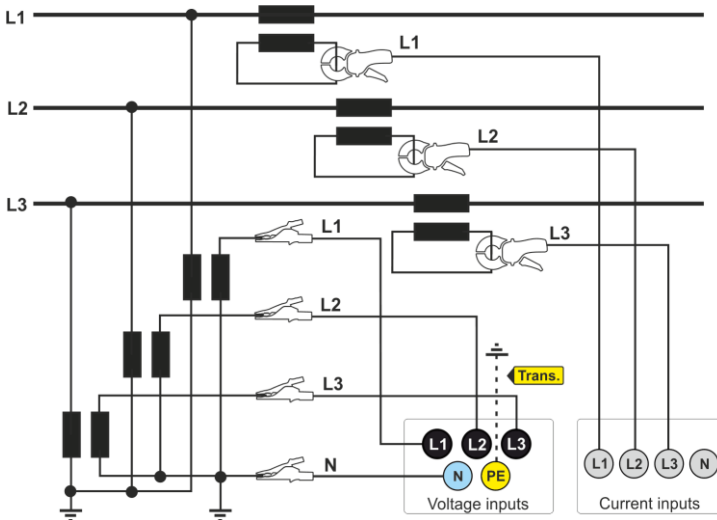 L1
L1
L2
L2
L3
L3
L1
L2
L3
Trans.
L1 L2 L3
L1 L2 L3 N
N
N PE
Voltage inputs
Current inputs